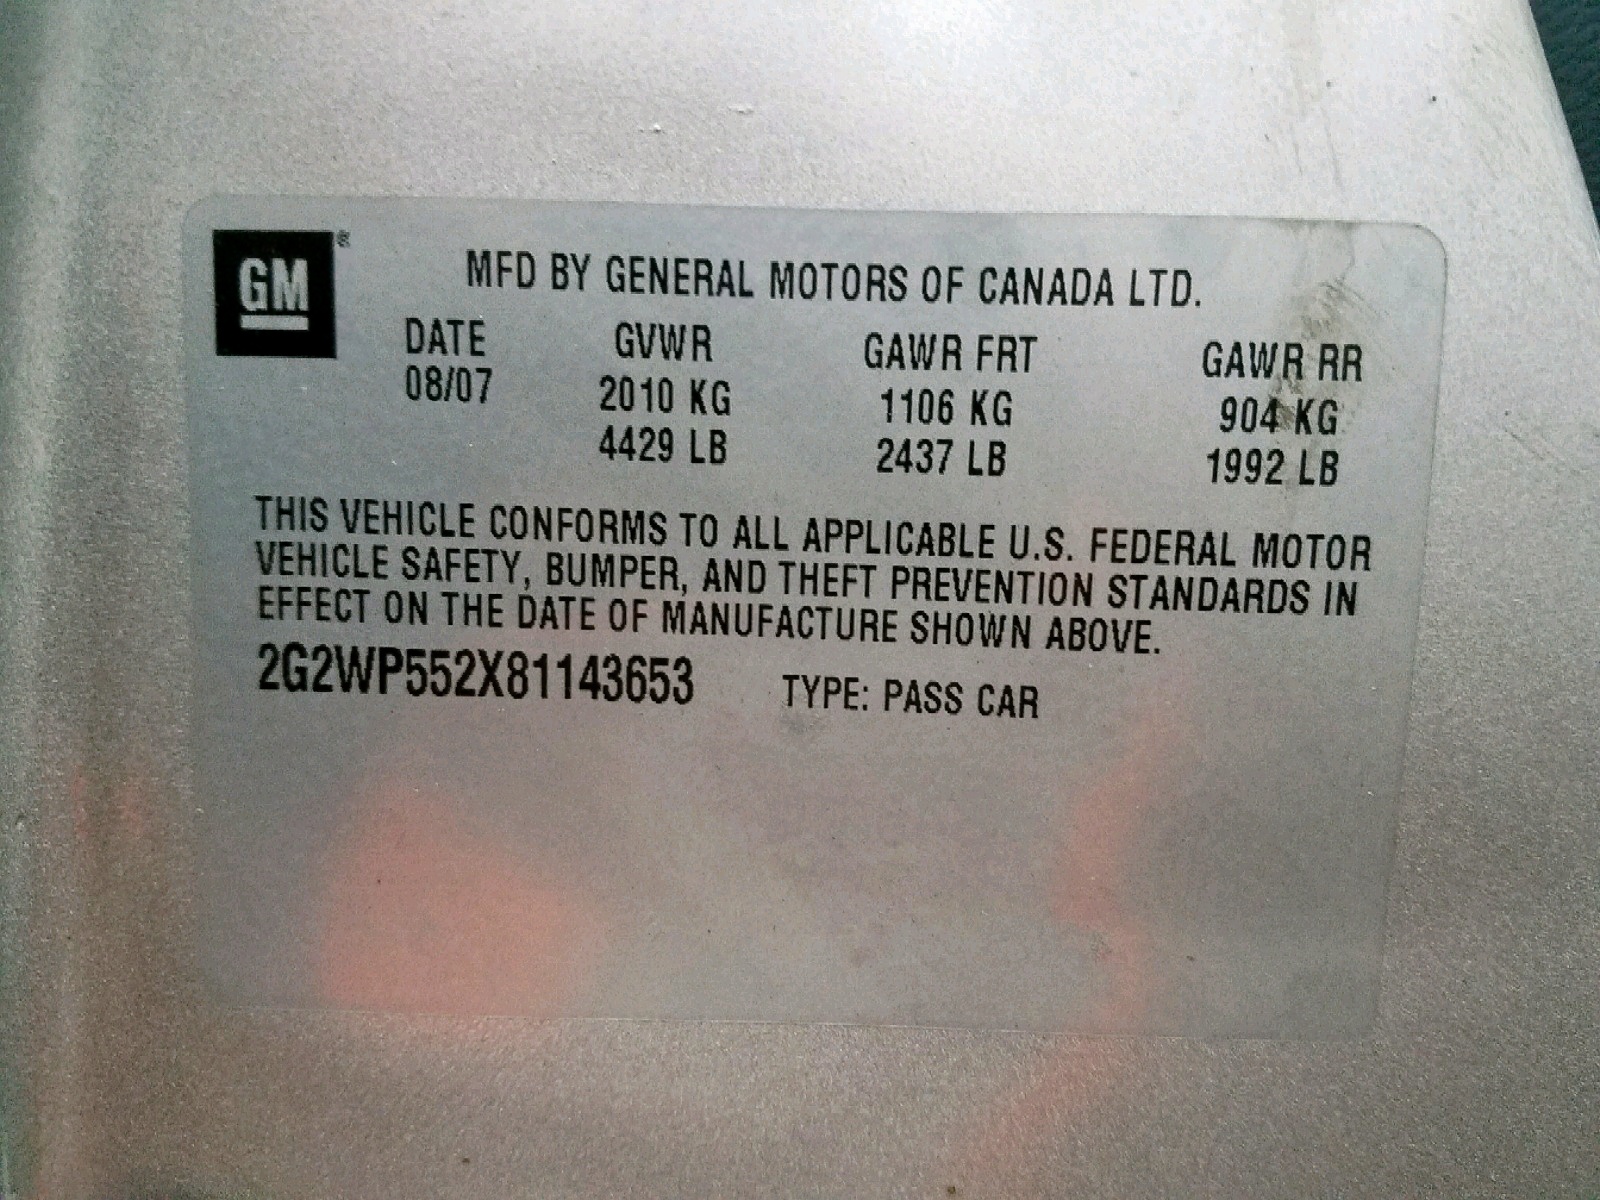 GM®
MFD BY GENERAL MOTORS OF CANADA LTD.
DATE GVWR GAWR FRT GAWR RR
08/07 2010 KG 1106 KG 904 KG
4429 LB 2437 LB 1992 LB
THIS VEHICLE CONFORMS TO ALL APPLICABLE U.S. FEDERAL MOTOR
VEHICLE SAFETY, BUMPER, AND THEFT PREVENTION STANDARDS IN
EFFECT ON THE DATE OF MANUFACTURE SHOWN ABOVE.
2G2WP552X81143653 TYPE: PASS CAR